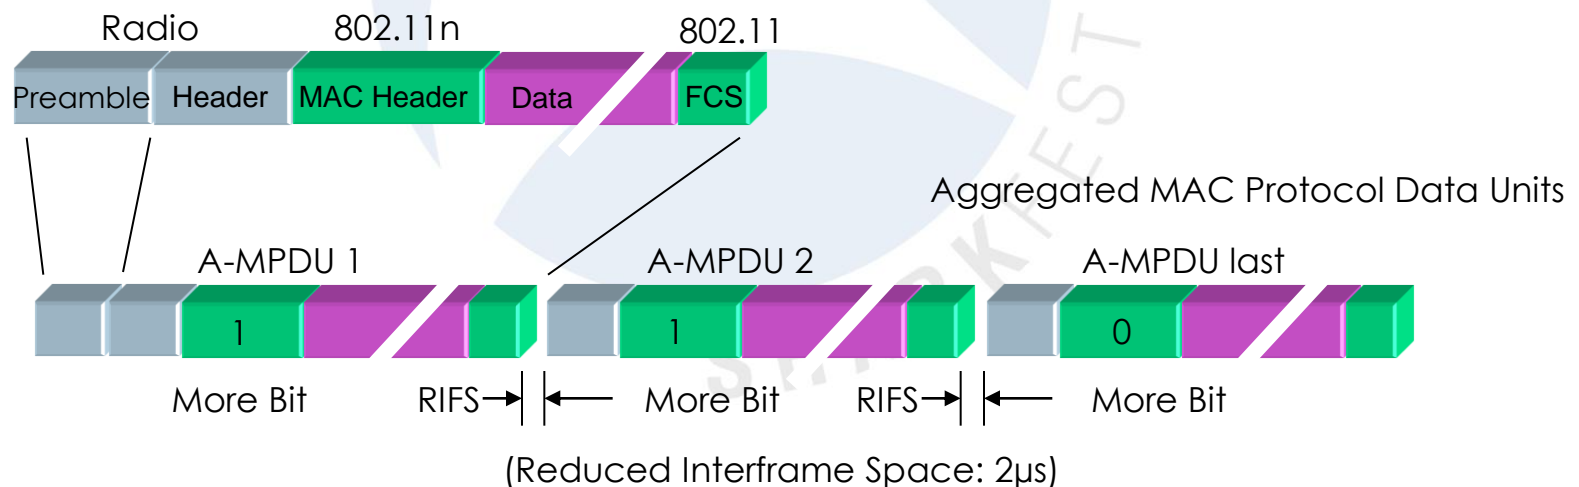 Radio 802.11n 802.11
Preamble Header MAC Header Data FCS
Aggregated MAC Protocol Data Units
A-MPDU 1 A-MPDU 2 A-MPDU last
1 1 0
More Bit RIFS More Bit RIFS More Bit
(Reduced Interframe Space: 2µs)
SHARKFEST